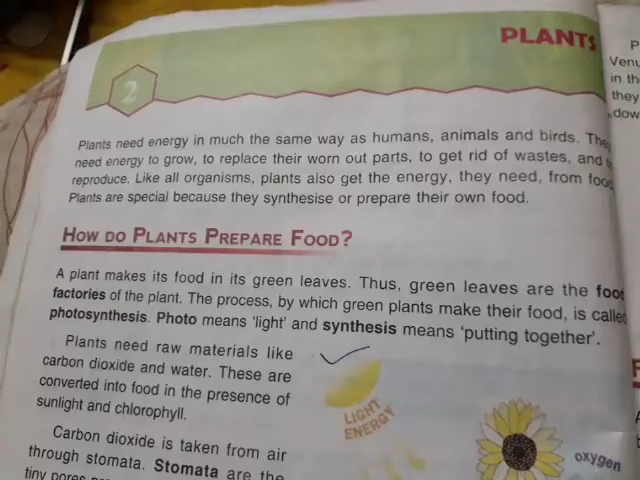 PLANTS
2
Plants need energy in much the same way as humans, animals and birds. They
need energy to grow, to replace their worn out parts, to get rid of wastes, and
reproduce. Like all organisms, plants also get the energy, they need, from food
Plants are special because they synthesise or prepare their own food.
HOW DO PLANTS PREPARE FOOD?
A plant makes its food in its green leaves. Thus, green leaves are the food
factories of the plant. The process, by which green plants make their food, is called
photosynthesis. Photo means 'light' and synthesis means 'putting together'.
Plants need raw materials like
carbon dioxide and water. These are
converted into food in the presence of
sunlight and chlorophyll.
Carbon dioxide is taken from air
through stomata. Stomata are the
tiny pores
LIGHT
ENERGY
oxygen
P
Venu
in th
they
dow